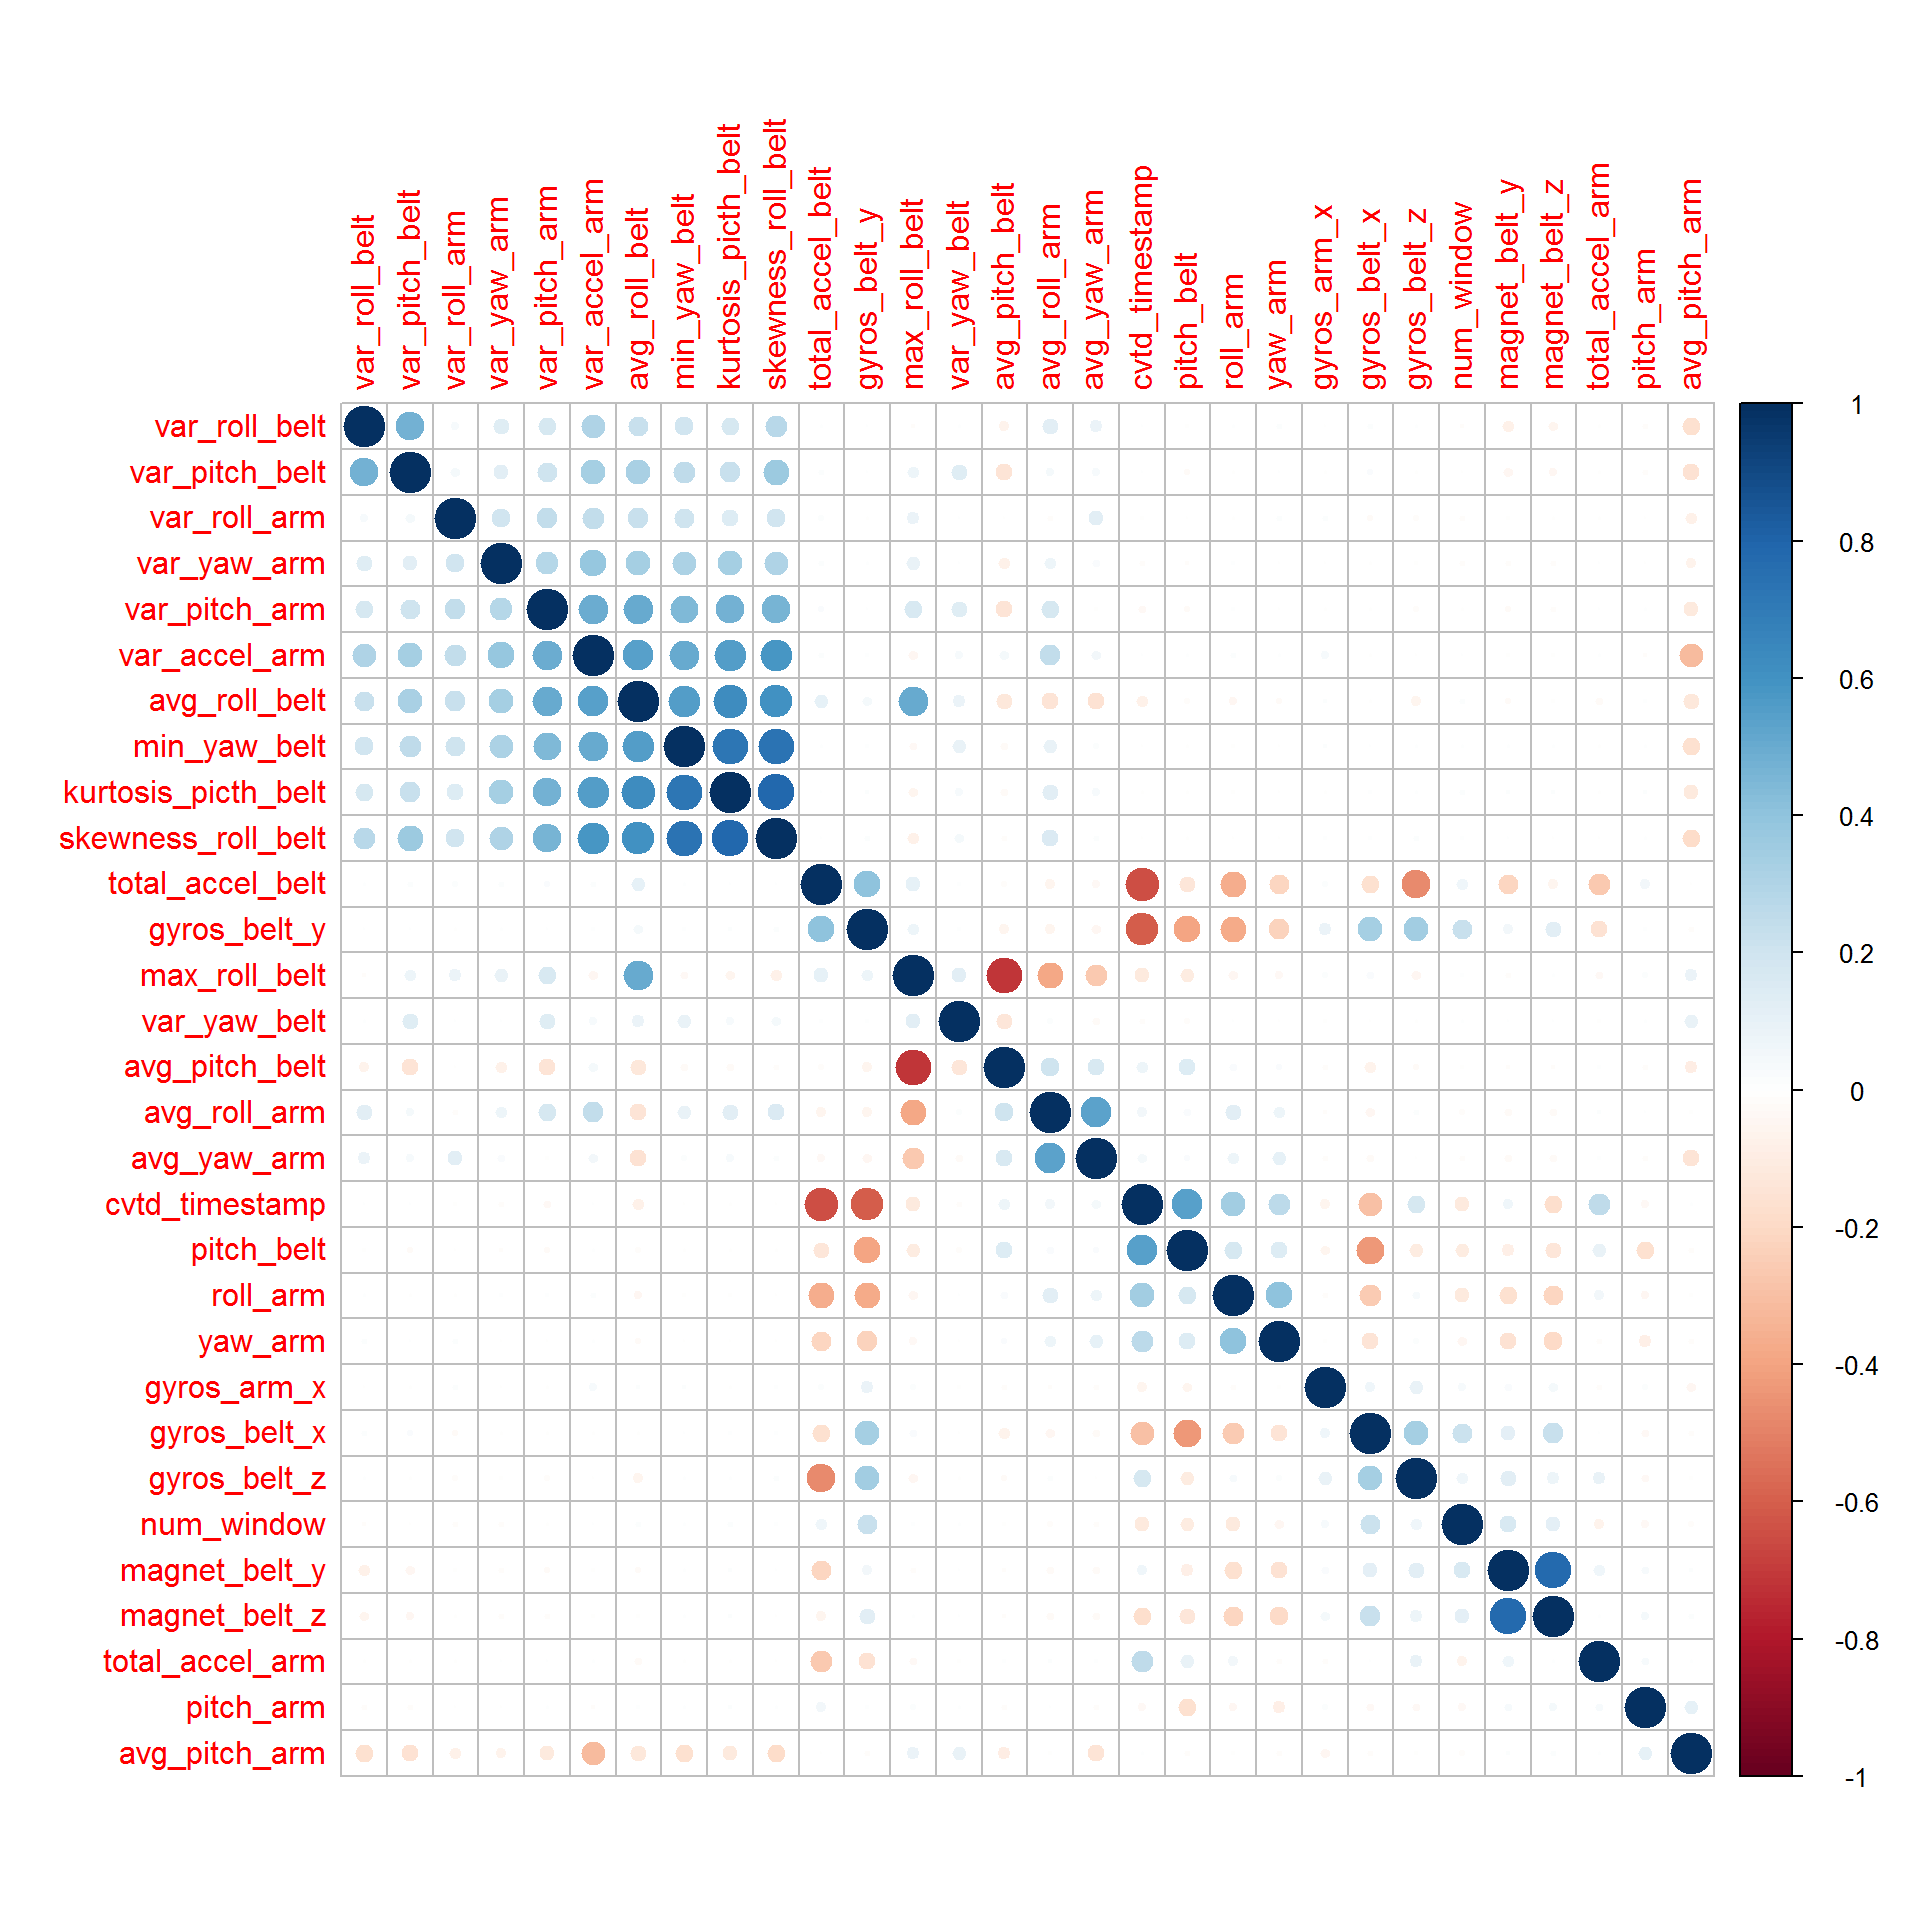 var_roll_belt
var_pitch_belt
var_roll_arm
var_yaw_arm
var_pitch_arm
var_accel_arm
avg_roll_belt
min_yaw_belt
kurtosis_picth_belt
skewness_roll_belt
total_accel_belt
gyros_belt_y
max_roll_belt
var_yaw_belt
avg_pitch_belt
avg_roll_arm
avg_yaw_arm
cvtd_timestamp
pitch_belt
roll_arm
yaw_arm
gyros_arm_x
gyros_belt_x
gyros_belt_z
num_window
magnet_belt_y
magnet_belt_z
total_accel_arm
pitch_arm
avg_pitch_arm
var_roll_belt
var_pitch_belt
var_roll_arm
var_yaw_arm
var_pitch_arm
var_accel_arm
avg_roll_belt
min_yaw_belt
kurtosis_picth_belt
skewness_roll_belt
total_accel_belt
gyros_belt_y
max_roll_belt
var_yaw_belt
avg_pitch_belt
avg_roll_arm
avg_yaw_arm
cvtd_timestamp
pitch_belt
roll_arm
yaw_arm
gyros_arm_x
gyros_belt_x
gyros_belt_z
num_window
magnet_belt_y
magnet_belt_z
total_accel_arm
pitch_arm
avg_pitch_arm
1
0.8
0.6
0.4
0.2
0
-0.2
-0.4
-0.6
-0.8
-1